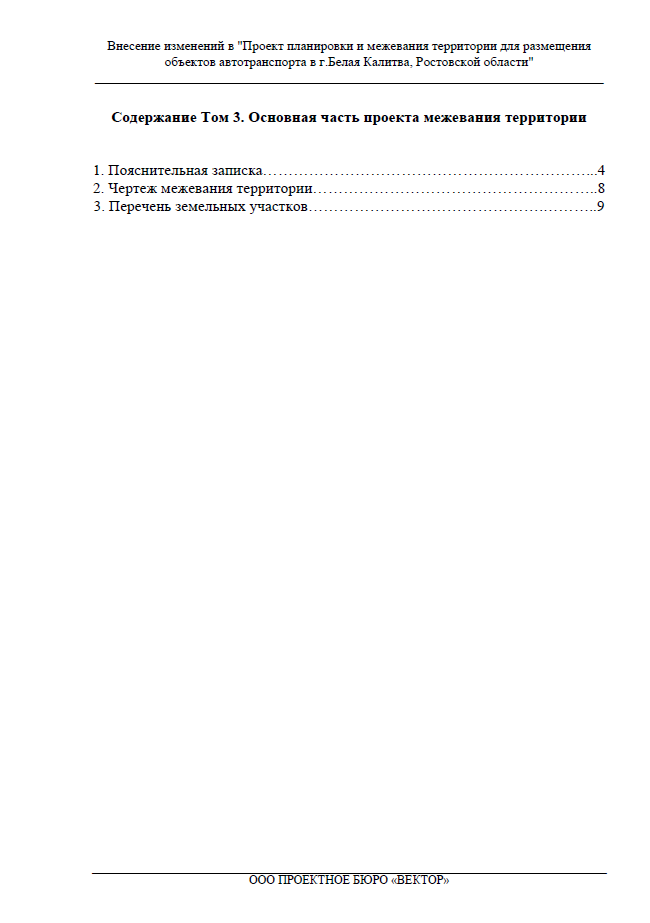 Внесение изменений в "Проект планировки и межевания территории для размещения
объектов автотранспорта в г.Белая Калитва, Ростовской области"
Содержание Том 3. Основная часть проекта межевания территории
1. Пояснительная записка………………………………………………………...4
2. Чертеж межевания территории………………………………………………..8
3. Перечень земельных участков……………………………………….………..9
ООО ПРОЕКТНОЕ БЮРО «ВЕКТОР»